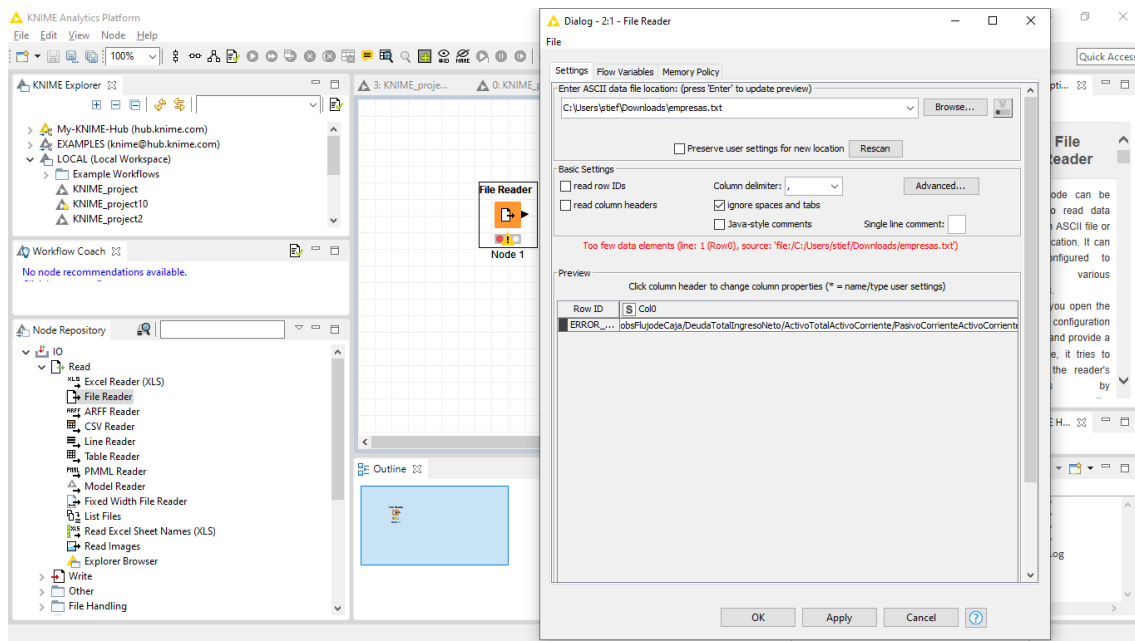 KNIME Analytics Platform
File Edit View Node Help
100%
Quick Access
KNIME Explorer
My-KNIME-Hub (hub.knime.com)
EXAMPLES (knime@hub.knime.com)
LOCAL (Local Workspace)
Example Workflows
KNIME_project
KNIME_project10
KNIME_project2
Workflow Coach
No node recommendations available.
Node Repository
IO
Read
Excel Reader (XLS)
File Reader
ARFF Reader
CSV Reader
Line Reader
Table Reader
PMML Reader
Model Reader
Fixed Width File Reader
List Files
Read Excel Sheet Names (XLS)
Read Images
Explorer Browser
Write
Other
File Handling
3: KNIME_proje...
0: KNIME_p
File Reader
Node 1
Outline
Dialog - 2:1 - File Reader
File
Settings Flow Variables Memory Policy
Enter ASCII data file location: (press 'Enter' to update preview)
C:\Users\stief\Downloads\empresas.txt
Browse...
Preserve user settings for new location Rescan
Basic Settings
read row IDs Column delimiter: , Advanced...
read column headers ignore spaces and tabs
Java-style comments Single line comment:
Too few data elements (line: 1 (Row0), source: 'file:/C:/Users/stief/Downloads/empresas.txt')
Preview
Click column header to change column properties (* = name/type user settings)
Row ID S Col0
ERROR_... obsFlujodeCaja/DeudaTotalIngresoNeto/ActivoTotalActivoCorriente/PasivoCorrienteActivoCorriente
OK Apply Cancel
File
eader
ode can be
o read data
ASCII file or
cation. It can
onfigured to
various
you open the
configuration
and provide a
e, it tries to
the reader's
s by